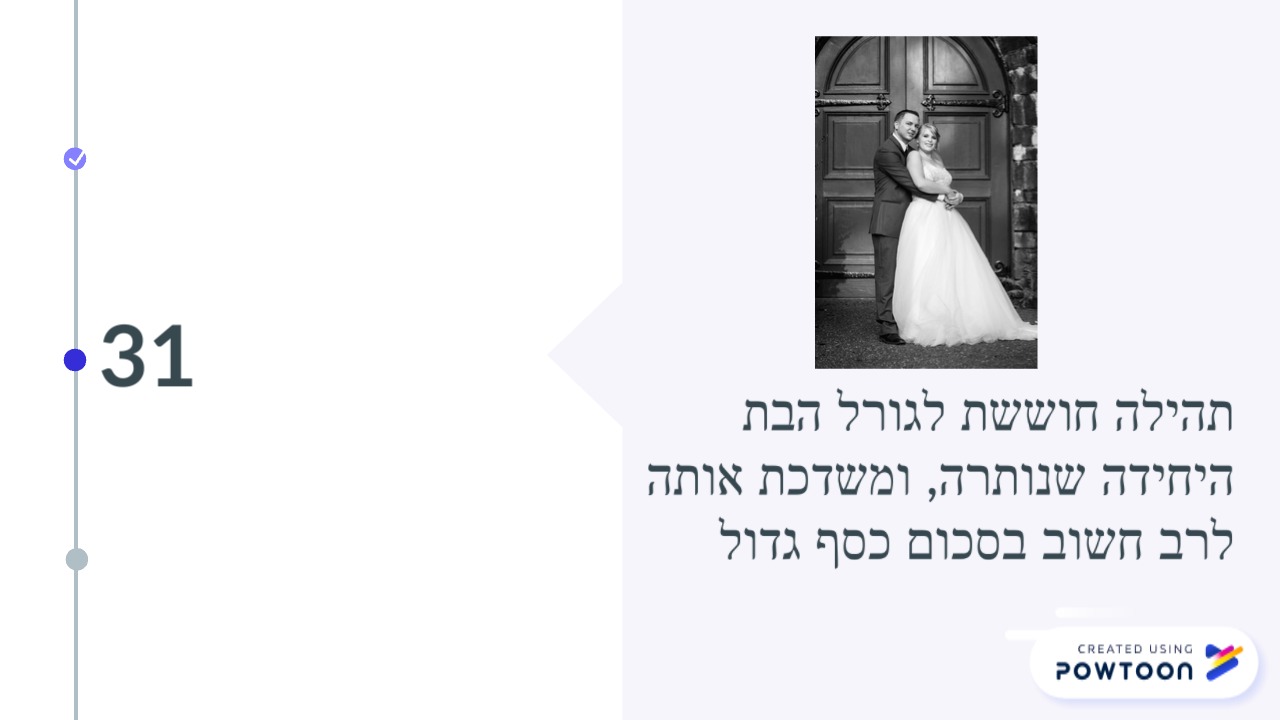 31
תהילה חוששת לגורל הבת
היחידה שנותרה, ומשדכת אותה
לרב חשוב בסכום כסף גדול
CREATED USING
POWTOON